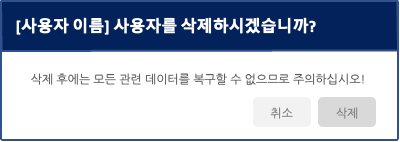 [사용자 이름] 사용자를 삭제하시겠습니까?
삭제 후에는 모든 관련 데이터를 복구할 수 없으므로 주의하십시오!
취소 삭제